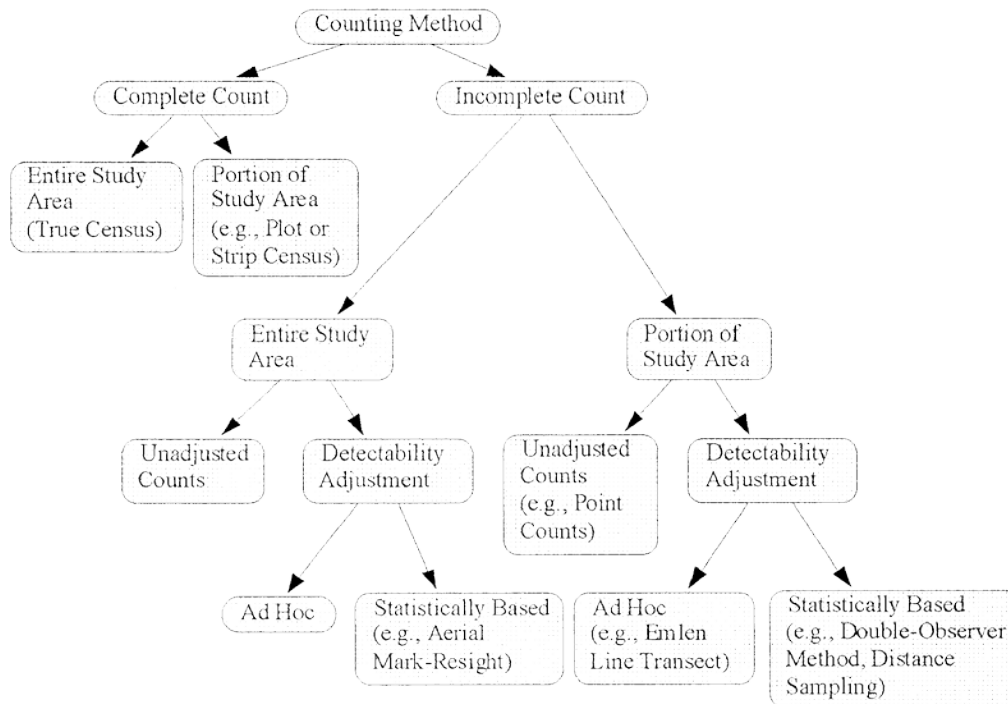 Counting Method
Complete Count
Incomplete Count
Entire Study
Area
(True Census)
Portion of
Study Area
(e.g., Plot or
Strip Census)
Entire Study
Area
Portion of
Study Area
Unadjusted
Counts
Detectability
Adjustment
Unadjusted
Counts
(e.g., Point
Counts)
Detectability
Adjustment
Ad Hoc
Statistically Based
(e.g., Aerial
Mark-Resight)
Ad Hoc
(e.g., Emlen
Line Transect)
Statistically Based
(e.g., Double-Observer
Method, Distance
Sampling)